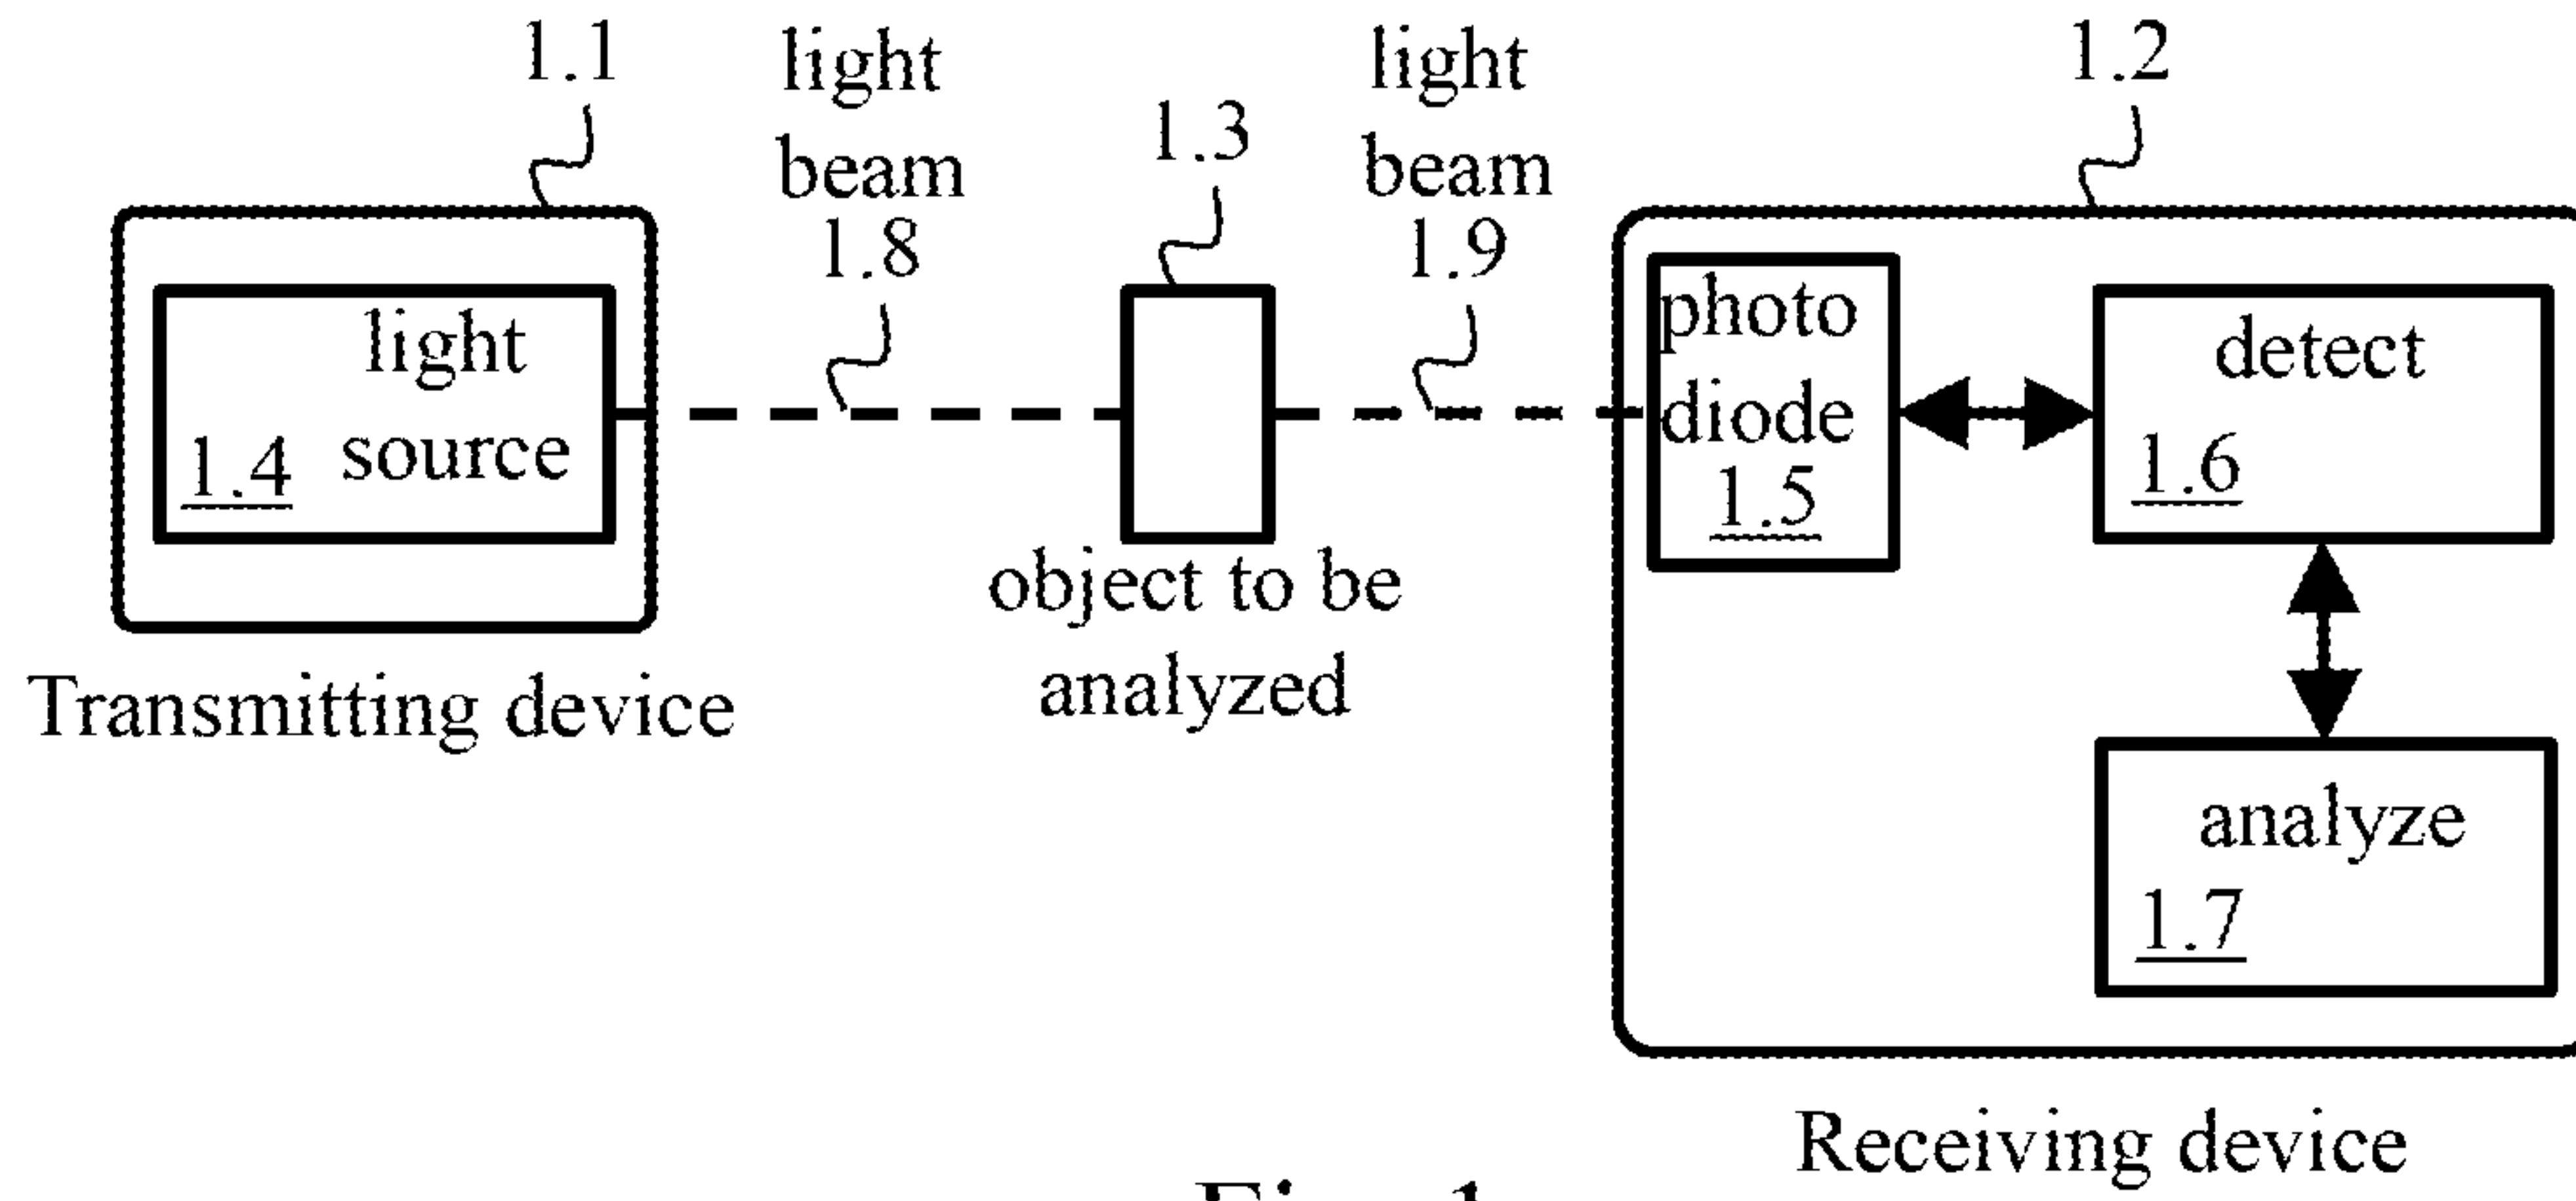 1.1
light
beam
1.8
1.3
light
beam
1.9
1.2
light
source
1.4
photo
diode
1.5
detect
1.6
object to be
analyzed
Transmitting device
analyze
1.7
Receiving device